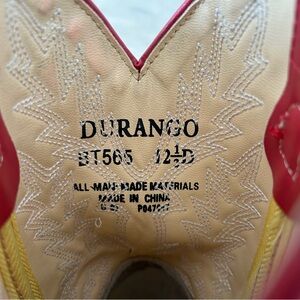 DURANGO
BT565 12½D
ALL-MAN-MADE MATERIALS
MADE IN CHINA